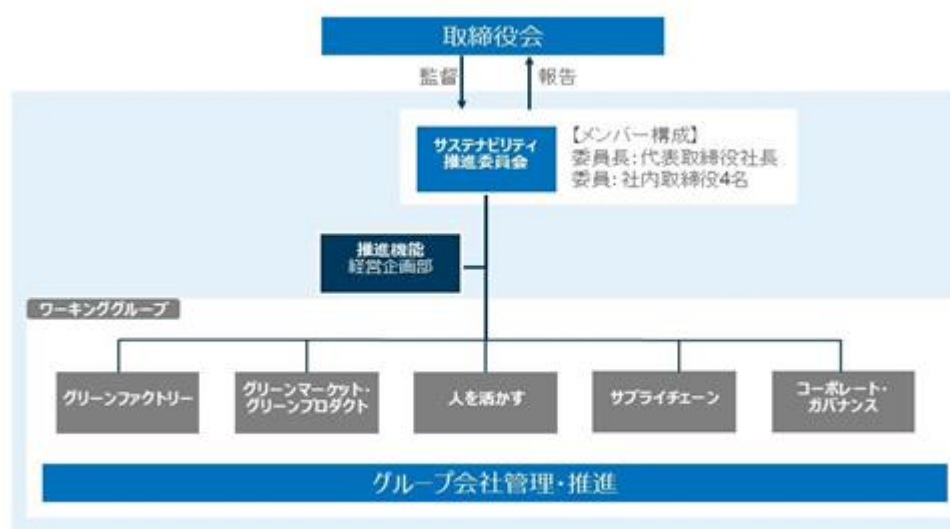 取締役会
監督
報告
サステナビリティ
推進委員会
【メンバー構成】
委員長:代表取締役社長
委員:社内取締役4名
推進機能
経営企画部
ワーキンググループ
グリーンファクトリー
グリーンマーケット・
グリーンプロダクト
人を活かす
サプライチェーン
コーポレート・
ガバナンス
グループ会社管理・推進